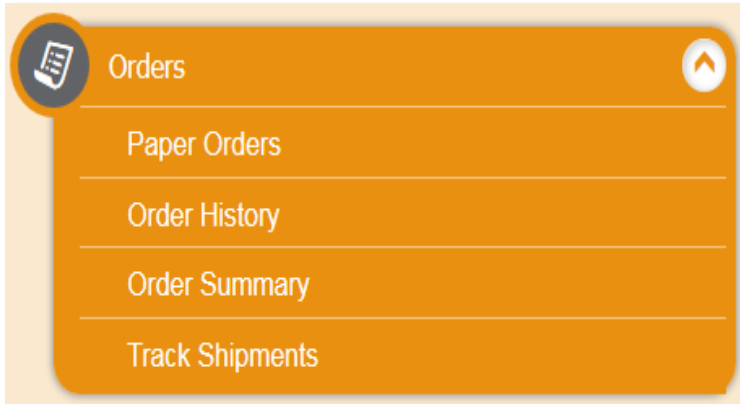 Orders
Paper Orders
Order History
Order Summary
Track Shipments